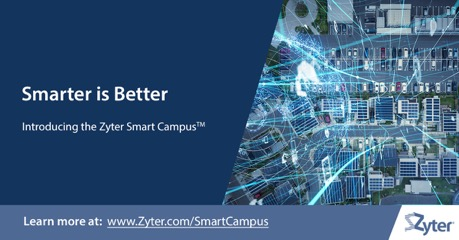 Smarter is Better
Introducing the Zyter Smart Campus™
Learn more at: www.Zyter.com/SmartCampus
Zyter